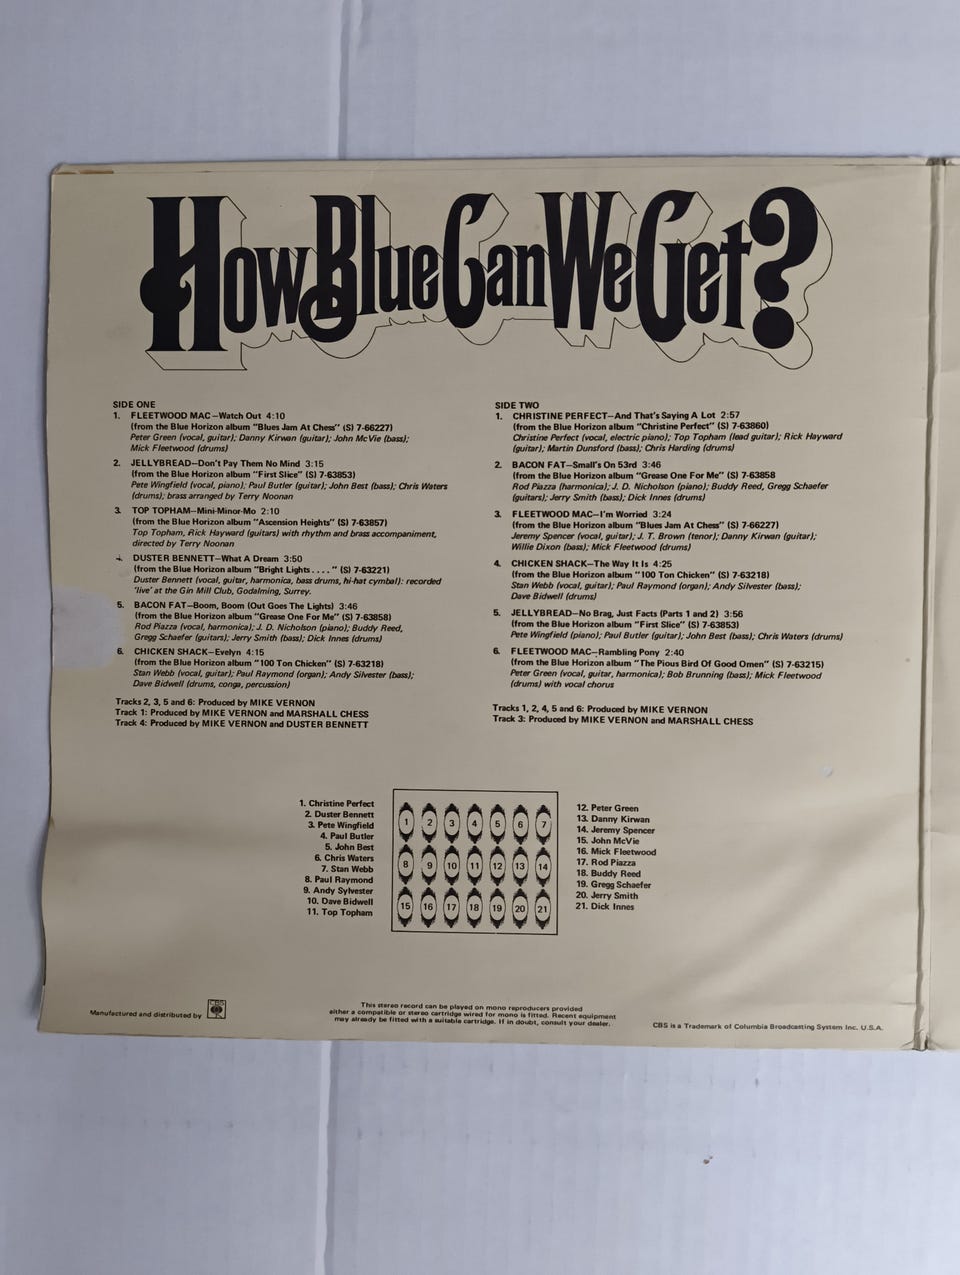 How Blue Can We Get?
SIDE ONE
1. FLEETWOOD MAC—Watch Out 4:10
(from the Blue Horizon album "Blues Jam At Chess" (S) 7-66227)
Peter Green (vocal, guitar); Danny Kirwan (guitar); John McVie (bass);
Mick Fleetwood (drums)
2. JELLYBREAD—Don't Pay Them No Mind 3:15
(from the Blue Horizon album "First Slice" (S) 7-63853)
Pete Wingfield (vocal, piano); Paul Butler (guitar); John Best (bass); Chris Waters
(drums); brass arranged by Terry Noonan
3. TOP TOPHAM—Mini-Minor-Mo 2:10
(from the Blue Horizon album "Ascension Heights" (S) 7-63857)
Top Topham, Rick Hayward (guitars) with rhythm and brass accompaniment,
directed by Terry Noonan
4. DUSTER BENNETT—What A Dream 3:50
(from the Blue Horizon album "Bright Lights . . . . " (S) 7-63221)
Duster Bennett (vocal, guitar, harmonica, bass drums, hi-hat cymbal): recorded
'live' at the Gin Mill Club, Godalming, Surrey.
5. BACON FAT—Boom, Boom (Out Goes The Lights) 3:46
(from the Blue Horizon album "Grease One For Me" (S) 7-63858)
Rod Piazza (vocal, harmonica); J. D. Nicholson (piano); Buddy Reed,
Gregg Schaefer (guitars); Jerry Smith (bass); Dick Innes (drums)
6. CHICKEN SHACK—Evelyn 4:15
(from the Blue Horizon album "100 Ton Chicken" (S) 7-63218)
Stan Webb (vocal, guitar); Paul Raymond (organ); Andy Silvester (bass);
Dave Bidwell (drums, conga, percussion)
Tracks 2, 3, 5 and 6: Produced by MIKE VERNON
Track 1: Produced by MIKE VERNON and MARSHALL CHESS
Track 4: Produced by MIKE VERNON and DUSTER BENNETT
SIDE TWO
1. CHRISTINE PERFECT—And That's Saying A Lot 2:57
(from the Blue Horizon album "Christine Perfect" (S) 7-63860)
Christine Perfect (vocal, electric piano); Top Topham (lead guitar); Rick Hayward
(guitar); Martin Dunsford (bass); Chris Harding (drums)
2. BACON FAT—Small's On 53rd 3:46
(from the Blue Horizon album "Grease One For Me" (S) 7-63858
Rod Piazza (harmonica); J. D. Nicholson (piano); Buddy Reed, Gregg Schaefer
(guitars); Jerry Smith (bass); Dick Innes (drums)
3. FLEETWOOD MAC—I'm Worried 3:24
(from the Blue Horizon album "Blues Jam At Chess" (S) 7-66227)
Jeremy Spencer (vocal, guitar); J. T. Brown (tenor); Danny Kirwan (guitar);
Willie Dixon (bass); Mick Fleetwood (drums)
4. CHICKEN SHACK—The Way It Is 4:25
(from the Blue Horizon album "100 Ton Chicken" (S) 7-63218)
Stan Webb (vocal, guitar); Paul Raymond (organ); Andy Silvester (bass);
Dave Bidwell (drums)
5. JELLYBREAD—No Brag, Just Facts (Parts 1 and 2) 3:56
(from the Blue Horizon album "First Slice" (S) 7-63853)
Pete Wingfield (piano); Paul Butler (guitar); John Best (bass); Chris Waters (drums)
6. FLEETWOOD MAC—Rambling Pony 2:40
(from the Blue Horizon album "The Pious Bird Of Good Omen" (S) 7-63215)
Peter Green (vocal, guitar, harmonica); Bob Brunning (bass); Mick Fleetwood
(drums) with vocal chorus
Tracks 1, 2, 4, 5 and 6: Produced by MIKE VERNON
Track 3: Produced by MIKE VERNON and MARSHALL CHESS
1. Christine Perfect
2. Duster Bennett
3. Pete Wingfield
4. Paul Butler
5. John Best
6. Chris Waters
7. Stan Webb
8. Paul Raymond
9. Andy Sylvester
10. Dave Bidwell
11. Top Topham
1 2 3 4 5 6 7
8 9 10 11 12 13 14
15 16 17 18 19 20 21
12. Peter Green
13. Danny Kirwan
14. Jeremy Spencer
15. John McVie
16. Mick Fleetwood
17. Rod Piazza
18. Buddy Reed
19. Gregg Schaefer
20. Jerry Smith
21. Dick Innes
Manufactured and distributed by
CBS
This stereo record can be played on mono reproducers provided
either a compatible or stereo cartridge wired for mono is fitted. Recent equipment
may already be fitted with a suitable cartridge. If in doubt, consult your dealer.
CBS is a Trademark of Columbia Broadcasting System Inc. U.S.A.